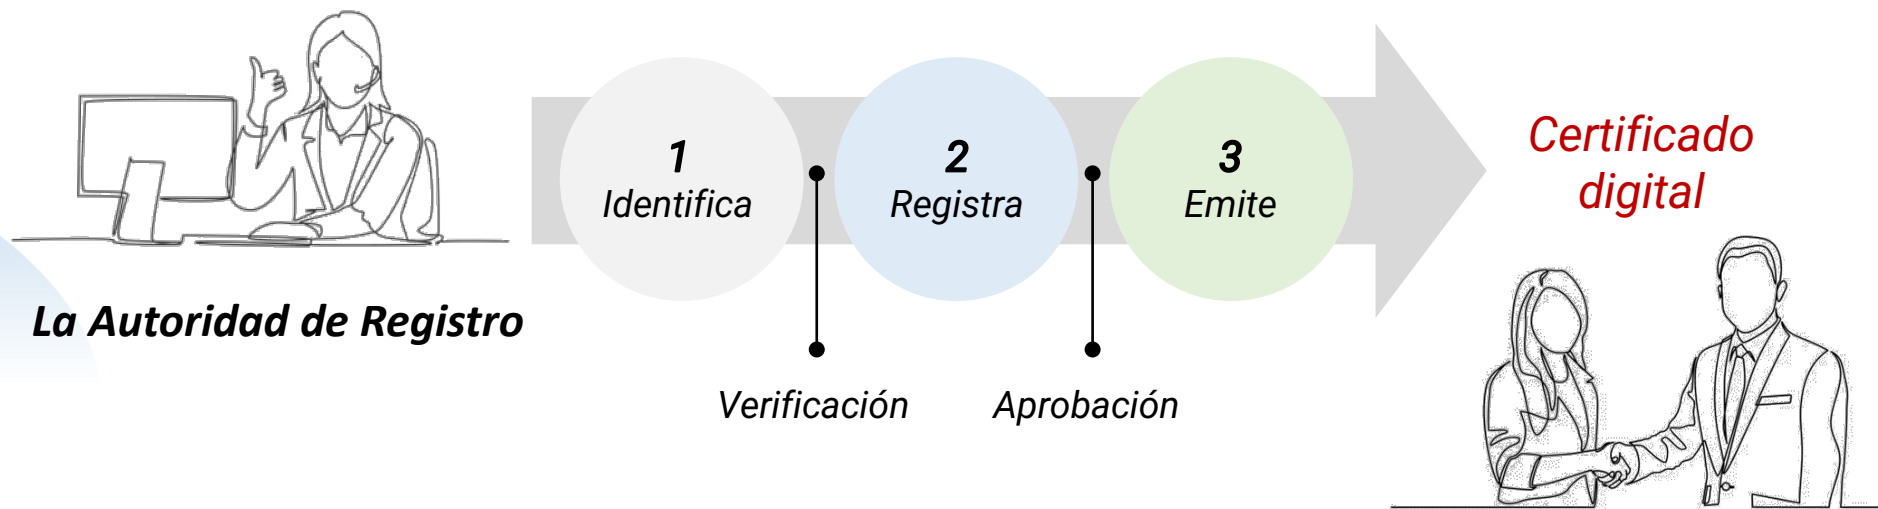 La Autoridad de Registro
1
Identifica
Verificación
2
Registra
Aprobación
3
Emite
Certificado
digital